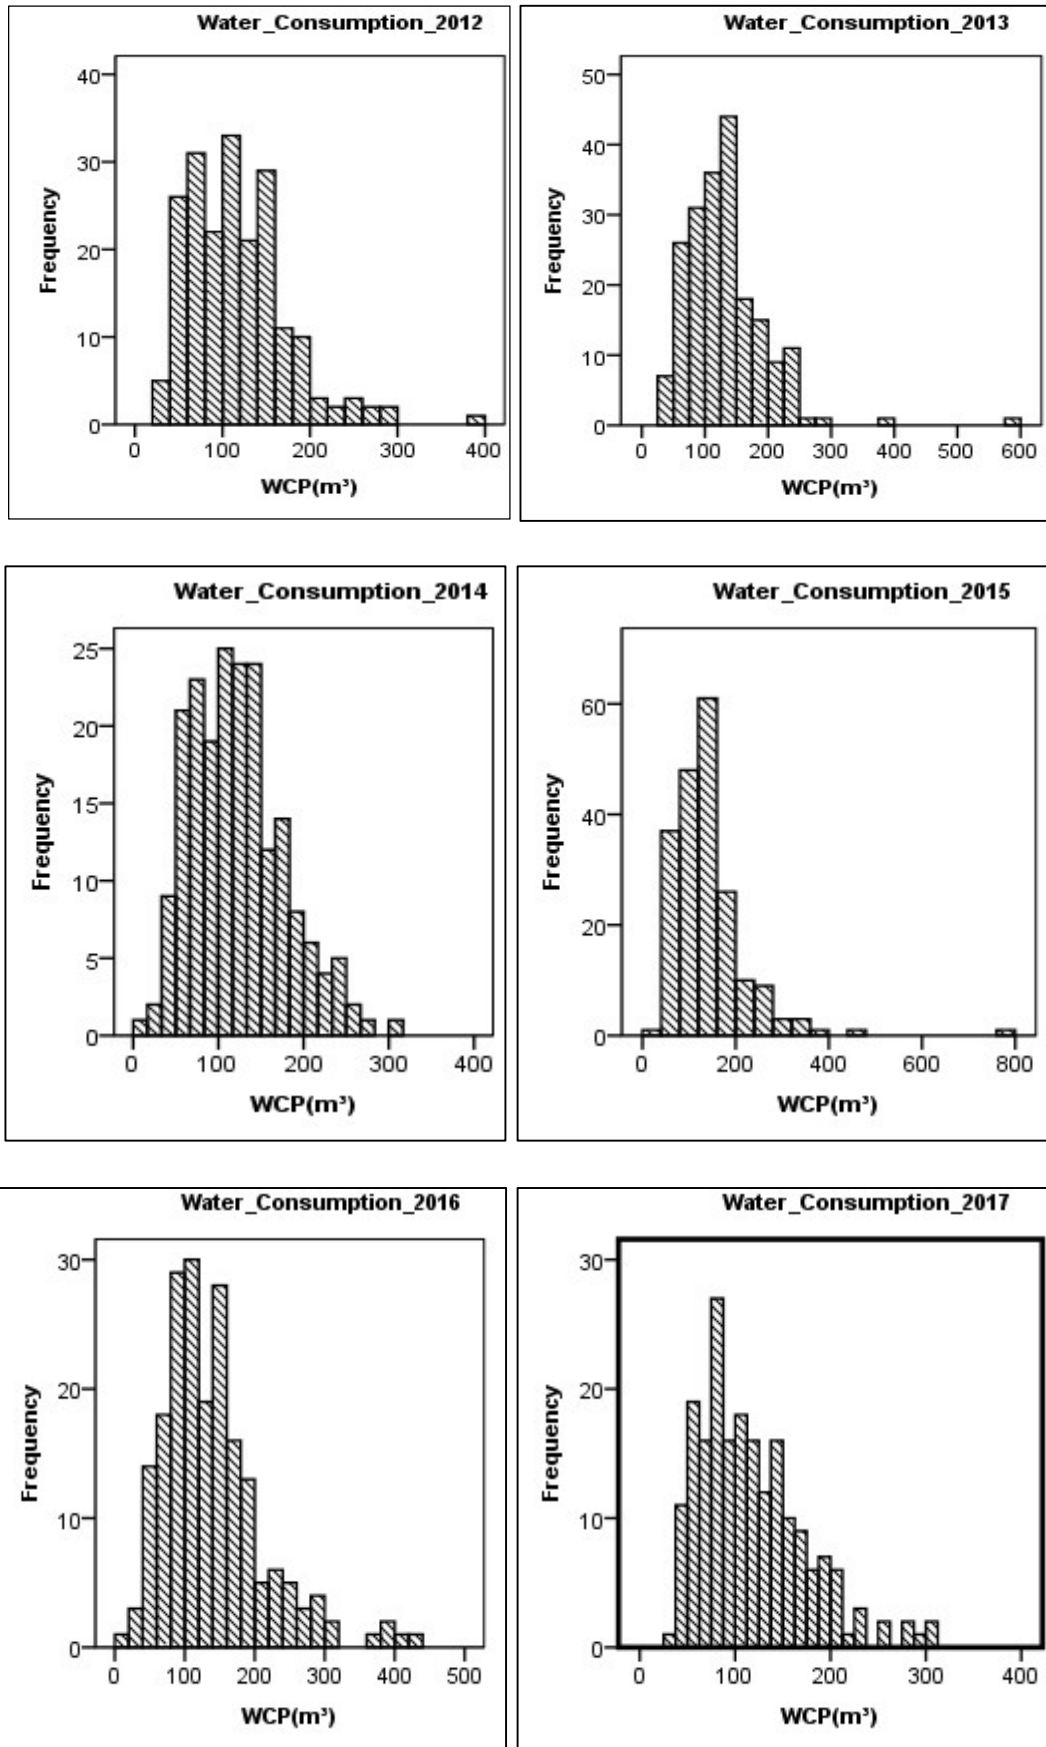 Water_Consumption_2012
40
30
20
10
0
Frequency
0 100 200 300 400
WCP(m³)
Water_Consumption_2013
50
40
30
20
10
0
Frequency
0 100 200 300 400 500 600
WCP(m³)
Water_Consumption_2014
25
20
15
10
5
0
Frequency
0 100 200 300 400
WCP(m³)
Water_Consumption_2015
60
40
20
0
Frequency
0 200 400 600 800
WCP(m³)
Water_Consumption_2016
30
20
10
0
Frequency
0 100 200 300 400 500
WCP(m³)
Water_Consumption_2017
30
20
10
0
Frequency
0 100 200 300 400
WCP(m³)